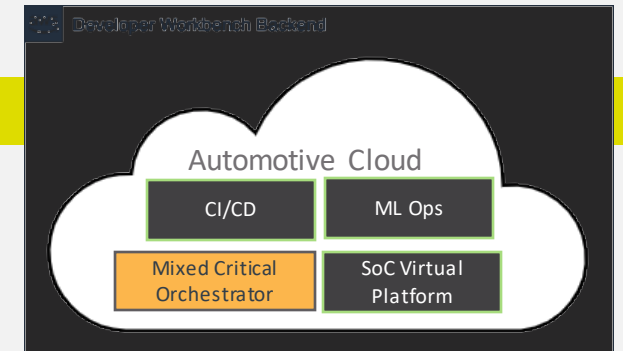 Developer Workbench Backend
Automotive Cloud
CI/CD
ML Ops
Mixed Critical
Orchestrator
SoC Virtual
Platform